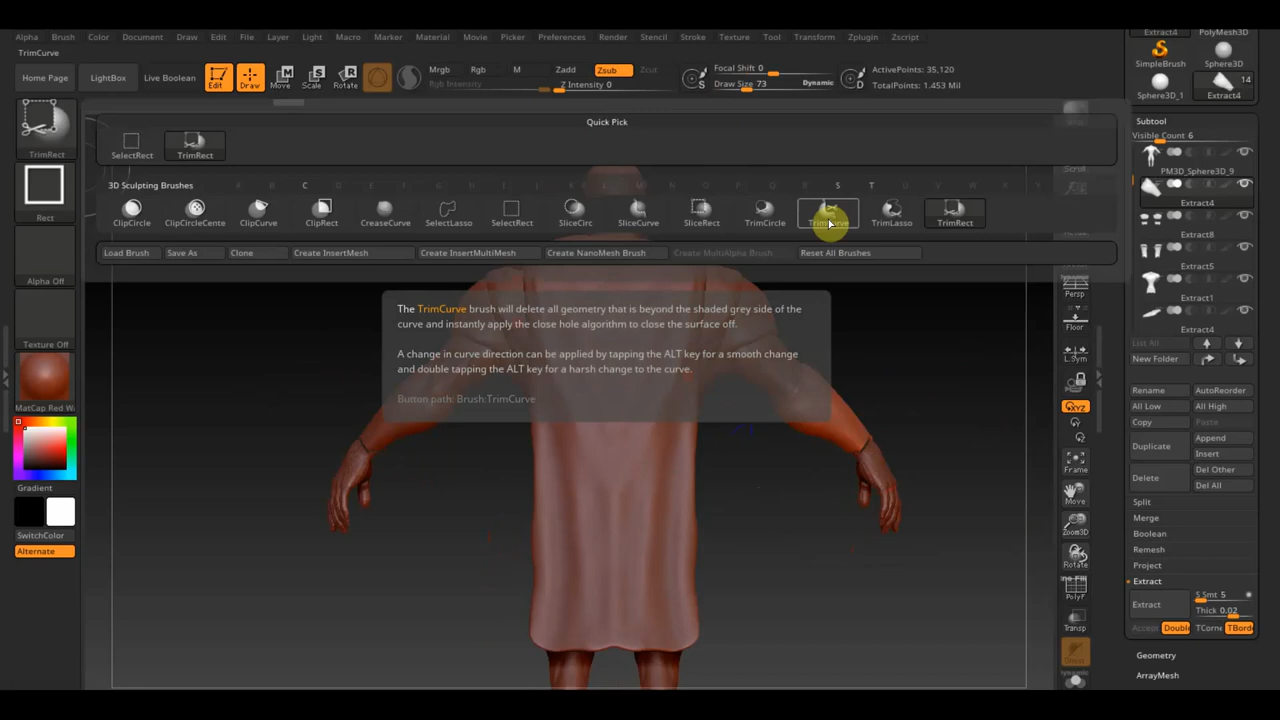 Alpha Brush Color Document Draw Edit File Layer Light Macro Marker Material Movie Picker Preferences Render Stencil Stroke Texture Tool Transform Zplugin Zscript
TrimCurve
Home Page
LightBox
Live Boolean
Edit
Draw
Move
Scale
Rotate
Mrgb
Rgb
M
Rgb Intensity
Zadd
Zsub
Zcut
Z Intensity 0
S
Focal Shift 0
Draw Size 73
Dynamic
D
ActivePoints: 35,120
TotalPoints: 1.453 Mil
TrimRect
Rect
Alpha Off
Texture Off
MatCap Red Wa
Gradient
SwitchColor
Alternate
Quick Pick
SelectRect
TrimRect
3D Sculpting Brushes
C
S
T
ClipCircle
ClipCircleCente
ClipCurve
ClipRect
CreaseCurve
SelectLasso
SelectRect
SliceCirc
SliceCurve
SliceRect
TrimCircle
TrimCurve
TrimLasso
TrimRect
Load Brush
Save As
Clone
Create InsertMesh
Create InsertMultiMesh
Create NanoMesh Brush
Create MultiAlpha Brush
Reset All Brushes
The TrimCurve brush will delete all geometry that is beyond the shaded grey side of the
curve and instantly apply the close hole algorithm to close the surface off.
A change in curve direction can be applied by tapping the ALT key for a smooth change
and double tapping the ALT key for a harsh change to the curve.
Button path: Brush:TrimCurve
Scroll
Persp
Floor
L.Sym
XYZ
Frame
Move
Zoom3D
Rotate
PolyF
Transp
Extract4
PolyMesh3D
SimpleBrush
Sphere3D
Sphere3D_1
14
Extract4
Subtool
Visible Count 6
PM3D_Sphere3D_9
Extract4
Extract8
Extract5
Extract1
Extract4
List All
New Folder
Rename
AutoReorder
All Low
All High
Copy
Paste
Duplicate
Append
Insert
Delete
Del Other
Del All
Split
Merge
Boolean
Remesh
Project
Extract
Extract
S Smt 5
Thick 0.02
Accept
Double
TCorne
TBorde
Geometry
ArrayMesh